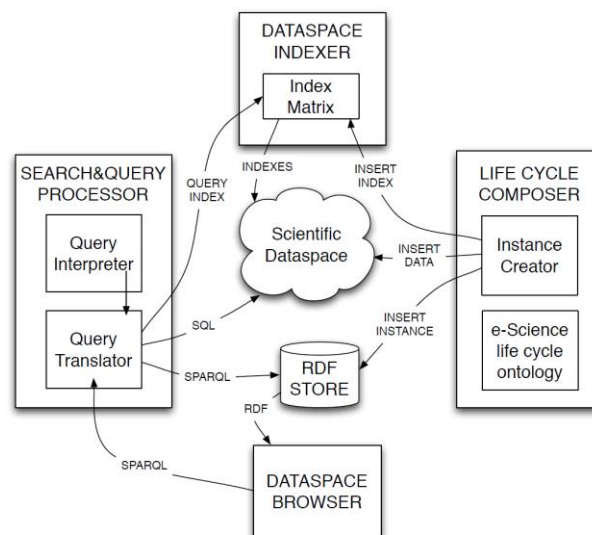 DATASPACE
INDEXER
Index
Matrix
SEARCH&QUERY
PROCESSOR
Query
Interpreter
Query
Translator
QUERY
INDEX
INDEXES
INSERT
INDEX
LIFE CYCLE
COMPOSER
Instance
Creator
e-Science
life cycle
ontology
Scientific
Dataspace
INSERT
DATA
SQL
INSERT
INSTANCE
SPARQL
RDF
STORE
RDF
SPARQL
DATASPACE
BROWSER